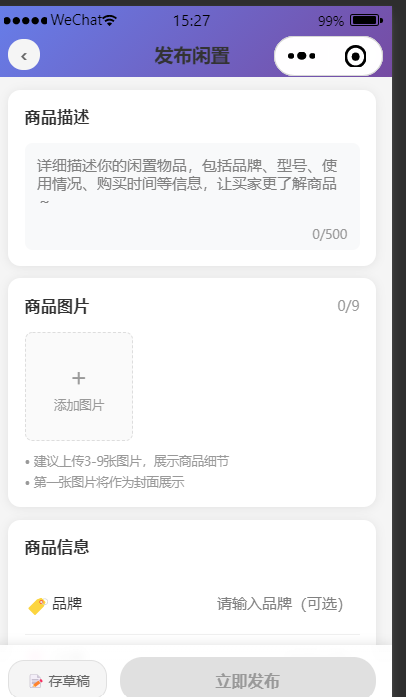 WeChat 15:27 99%
‹ 发布闲置
商品描述
详细描述你的闲置物品，包括品牌、型号、使
用情况、购买时间等信息，让买家更了解商品
~
0/500
商品图片 0/9
+
添加图片
• 建议上传3-9张图片，展示商品细节
• 第一张图片将作为封面展示
商品信息
品牌 请输入品牌（可选）
存草稿 立即发布